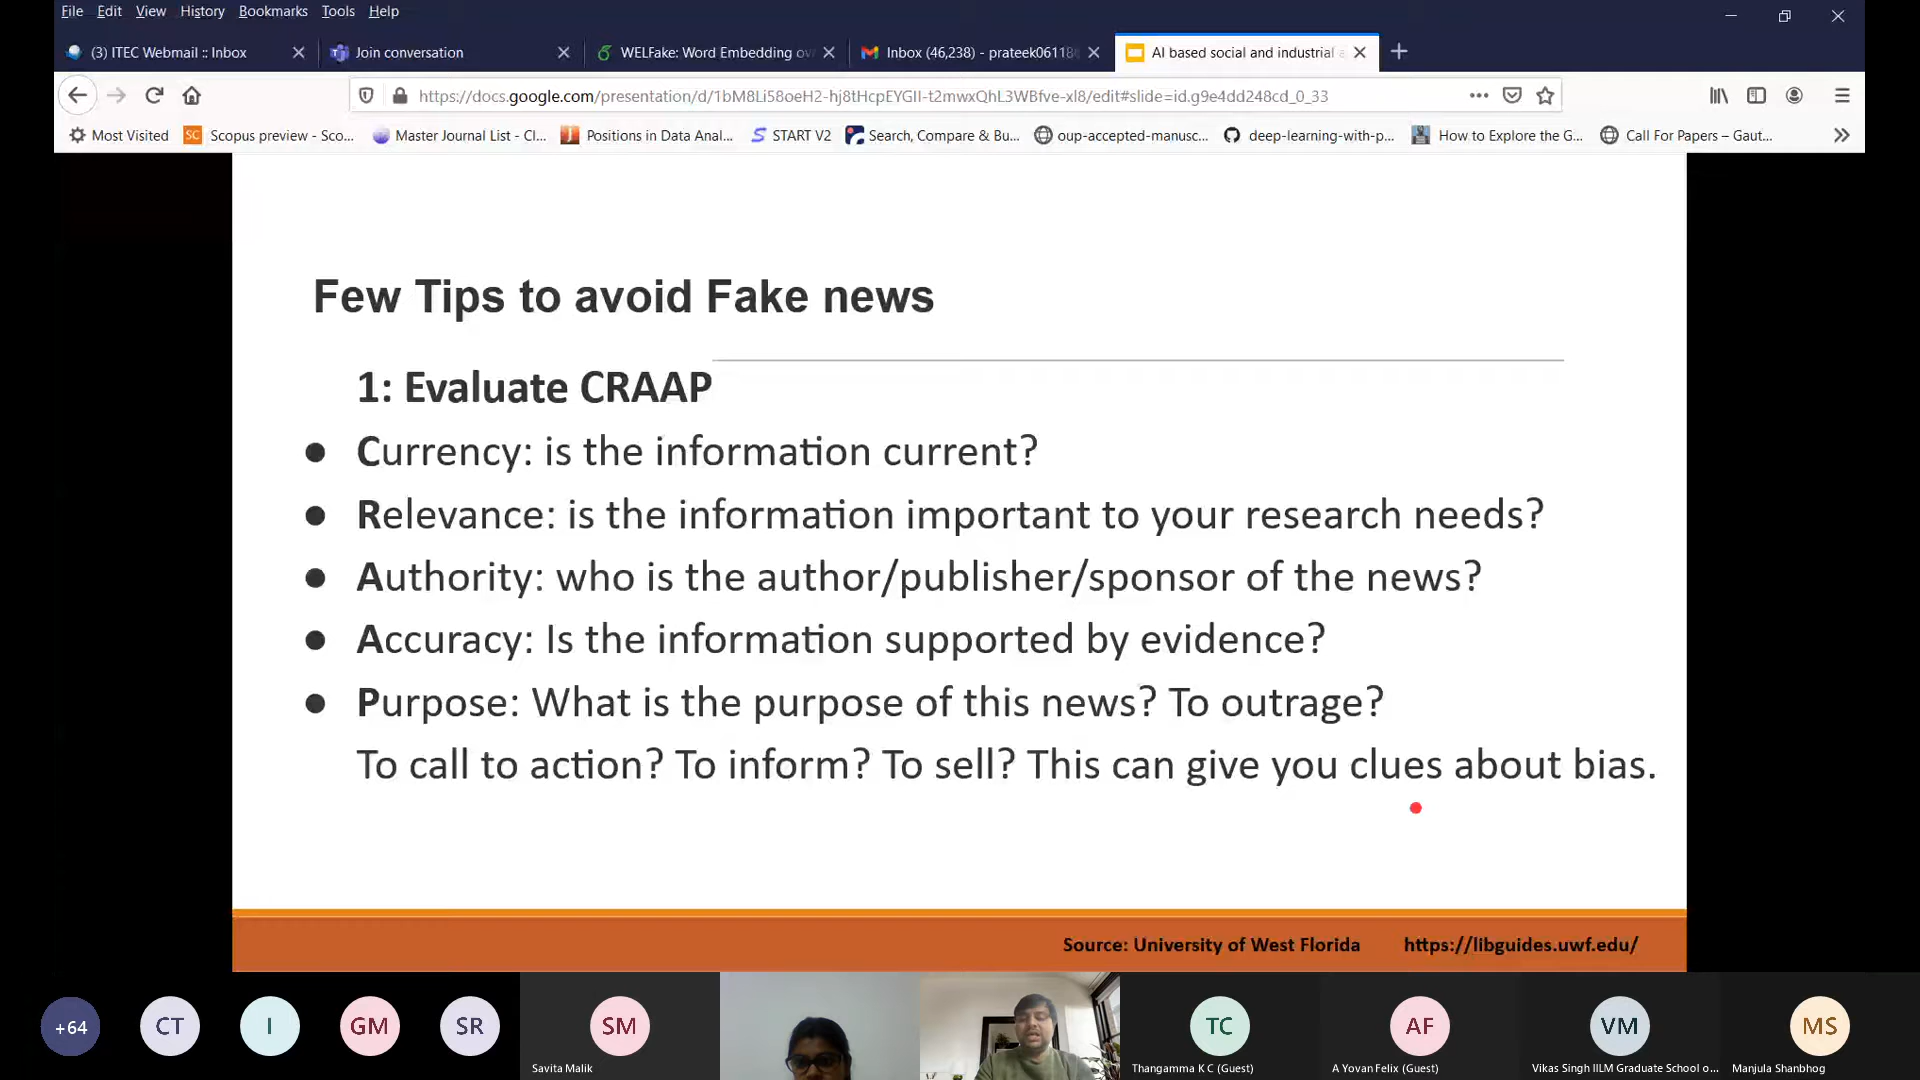 File Edit View History Bookmarks Tools Help
(3) ITEC Webmail :: Inbox
Join conversation
WELFake: Word Embedding ov
Inbox (46,238) - prateek06118
AI based social and industrial a
https://docs.google.com/presentation/d/1bM8Li58oeH2-hj8tHcpEYGII-t2mwxQhL3WBfve-xl8/edit#slide=id.g9e4dd248cd_0_33
Most Visited
SC Scopus preview - Sco...
Master Journal List - Cl...
Positions in Data Anal...
START V2
Search, Compare & Bu...
oup-accepted-manusc...
deep-learning-with-p...
How to Explore the G...
Call For Papers – Gaut...
Few Tips to avoid Fake news
1: Evaluate CRAAP
● Currency: is the information current?
● Relevance: is the information important to your research needs?
● Authority: who is the author/publisher/sponsor of the news?
● Accuracy: Is the information supported by evidence?
● Purpose: What is the purpose of this news? To outrage?
To call to action? To inform? To sell? This can give you clues about bias.
Source: University of West Florida https://libguides.uwf.edu/
+64 CT I GM SR SM TC AF VM MS
Savita Malik
Thangamma K C (Guest)
A Yovan Felix (Guest)
Vikas Singh IILM Graduate School o...
Manjula Shanbhog